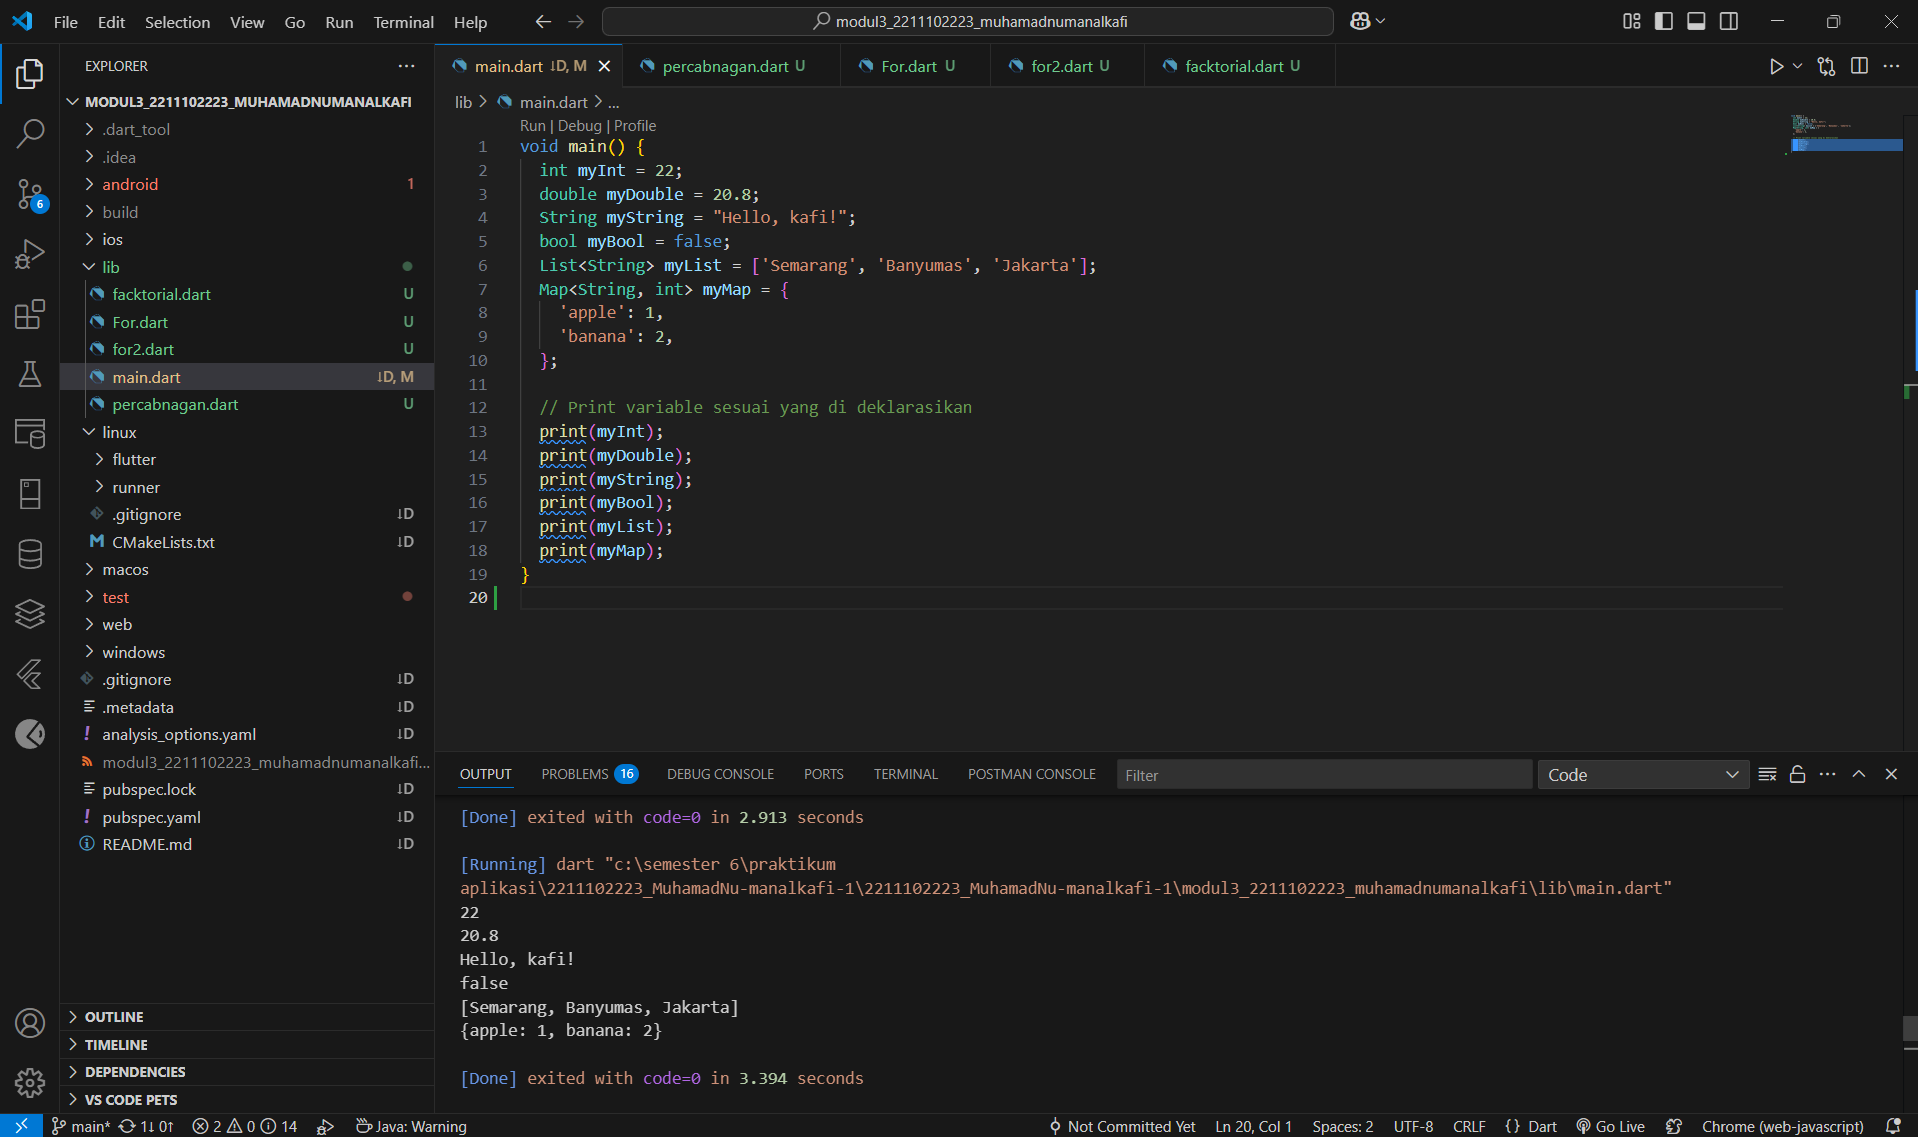 File Edit Selection View Go Run Terminal Help
modul3_2211102223_muhamadnumanalkafi
EXPLORER
MODUL3_2211102223_MUHAMADNUMANALKAFI
.dart_tool
.idea
android 1
build
ios
lib
facktorial.dart U
For.dart U
for2.dart U
main.dart ↓D, M
percabnagan.dart U
linux
flutter
runner
.gitignore ↓D
CMakeLists.txt ↓D
macos
test
web
windows
.gitignore ↓D
.metadata ↓D
analysis_options.yaml ↓D
modul3_2211102223_muhamadnumanalkafi...
pubspec.lock ↓D
pubspec.yaml ↓D
README.md ↓D
OUTLINE
TIMELINE
DEPENDENCIES
VS CODE PETS
6
main.dart ↓D, M percabnagan.dart U For.dart U for2.dart U facktorial.dart U
lib > main.dart > ...
Run | Debug | Profile
1 void main() {
2 int myInt = 22;
3 double myDouble = 20.8;
4 String myString = "Hello, kafi!";
5 bool myBool = false;
6 List<String> myList = ['Semarang', 'Banyumas', 'Jakarta'];
7 Map<String, int> myMap = {
8 'apple': 1,
9 'banana': 2,
10 };
11
12 // Print variable sesuai yang di deklarasikan
13 print(myInt);
14 print(myDouble);
15 print(myString);
16 print(myBool);
17 print(myList);
18 print(myMap);
19 }
20
OUTPUT PROBLEMS 16 DEBUG CONSOLE PORTS TERMINAL POSTMAN CONSOLE Filter Code
[Done] exited with code=0 in 2.913 seconds
[Running] dart "c:\semester 6\praktikum
aplikasi\2211102223_MuhamadNu-manalkafi-1\2211102223_MuhamadNu-manalkafi-1\modul3_2211102223_muhamadnumanalkafi\lib\main.dart"
22
20.8
Hello, kafi!
false
[Semarang, Banyumas, Jakarta]
{apple: 1, banana: 2}
[Done] exited with code=0 in 3.394 seconds
main* 1↓ 0↑ 2 0 14 Java: Warning Not Committed Yet Ln 20, Col 1 Spaces: 2 UTF-8 CRLF {} Dart Go Live Chrome (web-javascript)